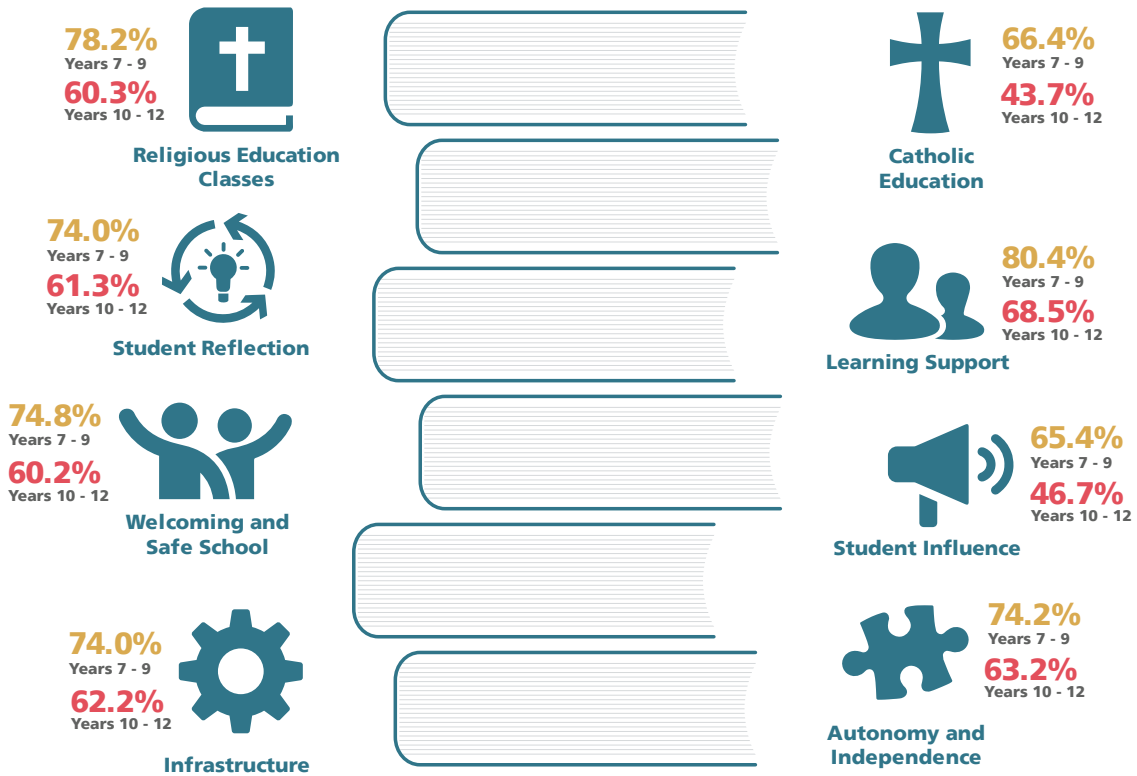 78.2%
Years 7 - 9
60.3%
Years 10 - 12
Religious Education
Classes
66.4%
Years 7 - 9
43.7%
Years 10 - 12
Catholic
Education
74.0%
Years 7 - 9
61.3%
Years 10 - 12
Student Reflection
80.4%
Years 7 - 9
68.5%
Years 10 - 12
Learning Support
74.8%
Years 7 - 9
60.2%
Years 10 - 12
Welcoming and
Safe School
65.4%
Years 7 - 9
46.7%
Years 10 - 12
Student Influence
74.0%
Years 7 - 9
62.2%
Years 10 - 12
Infrastructure
74.2%
Years 7 - 9
63.2%
Years 10 - 12
Autonomy and
Independence